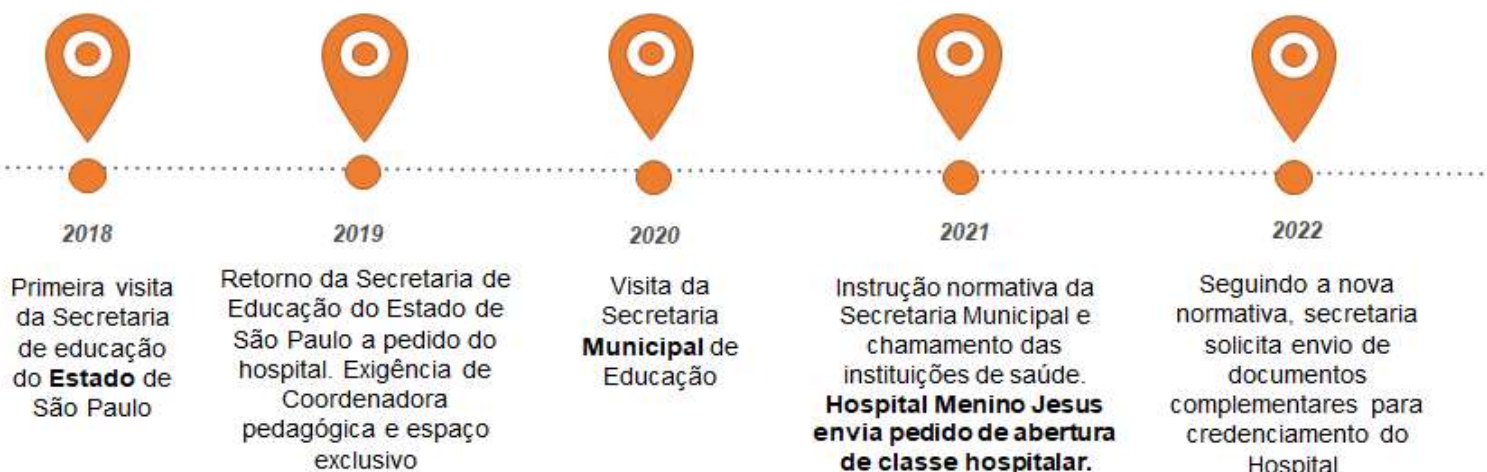 2018
Primeira visita
da Secretaria
de educação
do Estado de
São Paulo
2019
Retorno da Secretaria de
Educação do Estado de
São Paulo a pedido do
hospital. Exigência de
Coordenadora
pedagógica e espaço
exclusivo
2020
Visita da
Secretaria
Municipal de
Educação
2021
Instrução normativa da
Secretaria Municipal e
chamamento das
instituições de saúde.
Hospital Menino Jesus
envia pedido de abertura
de classe hospitalar.
2022
Seguindo a nova
normativa, secretaria
solicita envio de
documentos
complementares para
credenciamento do
Hospital